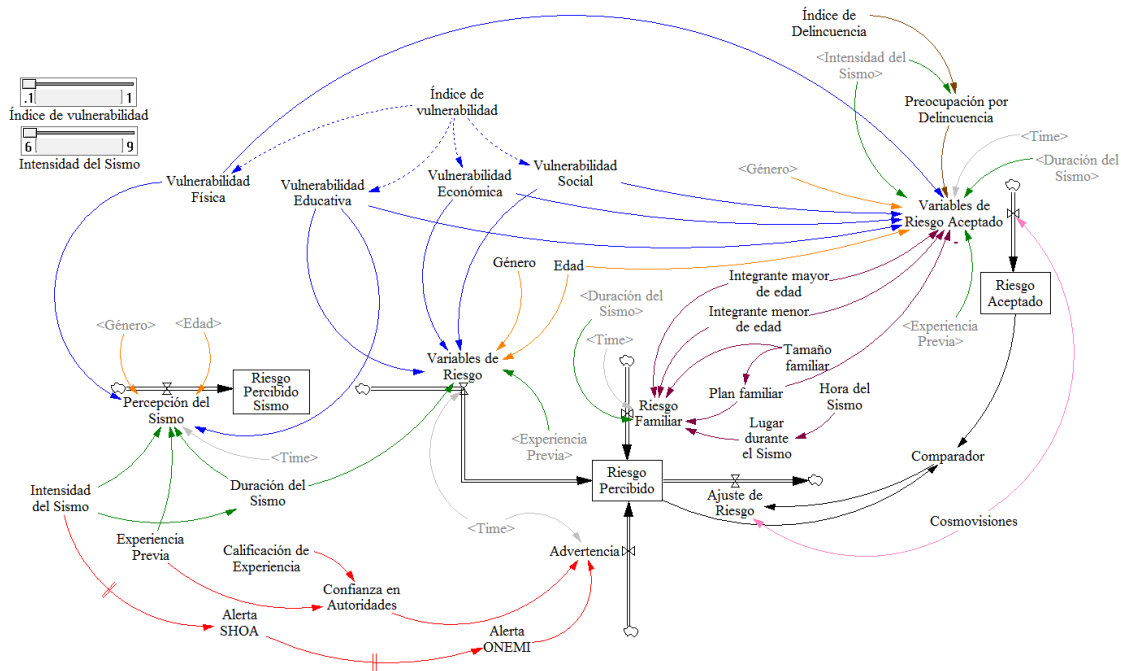 Índice de
Delincuencia
<Intensidad del
Sismo>
.1
1
Índice de vulnerabilidad
6
9
Intensidad del Sismo
Índice de
vulnerabilidad
Preocupación por
Delincuencia
<Time>
<Duración del
Sismo>
<Género>
Vulnerabilidad
Física
Vulnerabilidad
Educativa
Vulnerabilidad
Económica
Vulnerabilidad
Social
Variables de
Riesgo Aceptado
-
Género
Edad
Integrante mayor
de edad
Riesgo
Aceptado
<Duración del
Sismo>
Integrante menor
de edad
<Experiencia
Previa>
<Género>
<Edad>
<Time>
Variables de
Riesgo
Tamaño
familiar
Riesgo
Percibido
Sismo
Percepción del
Sismo
Riesgo
Familiar
Plan familiar
Hora del
Sismo
Lugar durante
el Sismo
<Experiencia
Previa>
<Time>
Comparador
Riesgo
Percibido
Intensidad
del Sismo
Duración del
Sismo
Ajuste de
Riesgo
Cosmovisiones
<Time>
Experiencia
Previa
Calificación de
Experiencia
Advertencia
Confianza en
Autoridades
Alerta
SHOA
Alerta
ONEMI